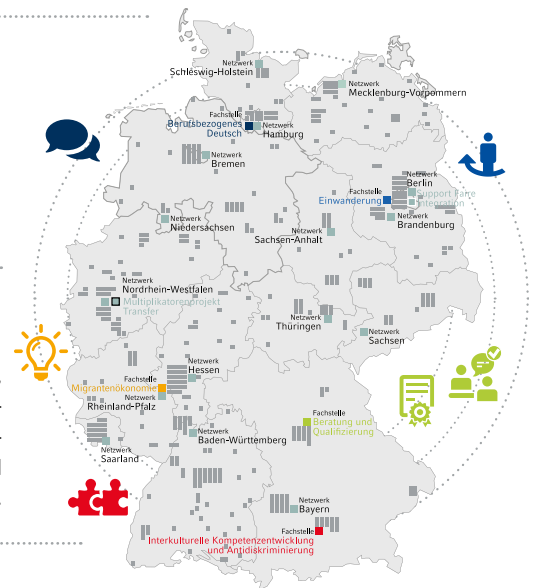 Netzwerk
Schleswig-Holstein
Netzwerk
Mecklenburg-Vorpommern
Fachstelle
Berufsbezogenes
Deutsch
Netzwerk
Hamburg
Netzwerk
Bremen
Netzwerk
Berlin
Support Faire
Integration
Fachstelle
Einwanderung
Netzwerk
Brandenburg
Netzwerk
Niedersachsen
Netzwerk
Sachsen-Anhalt
Netzwerk
Nordrhein-Westfalen
Multiplikatorenprojekt
Transfer
Netzwerk
Thüringen
Netzwerk
Sachsen
Netzwerk
Hessen
Fachstelle
Migrantenökonomie
Netzwerk
Rheinland-Pfalz
Fachstelle
Beratung und
Qualifizierung
Netzwerk
Baden-Württemberg
Netzwerk
Saarland
Netzwerk
Bayern
Fachstelle
Interkulturelle Kompetenzentwicklung
und Antidiskriminierung